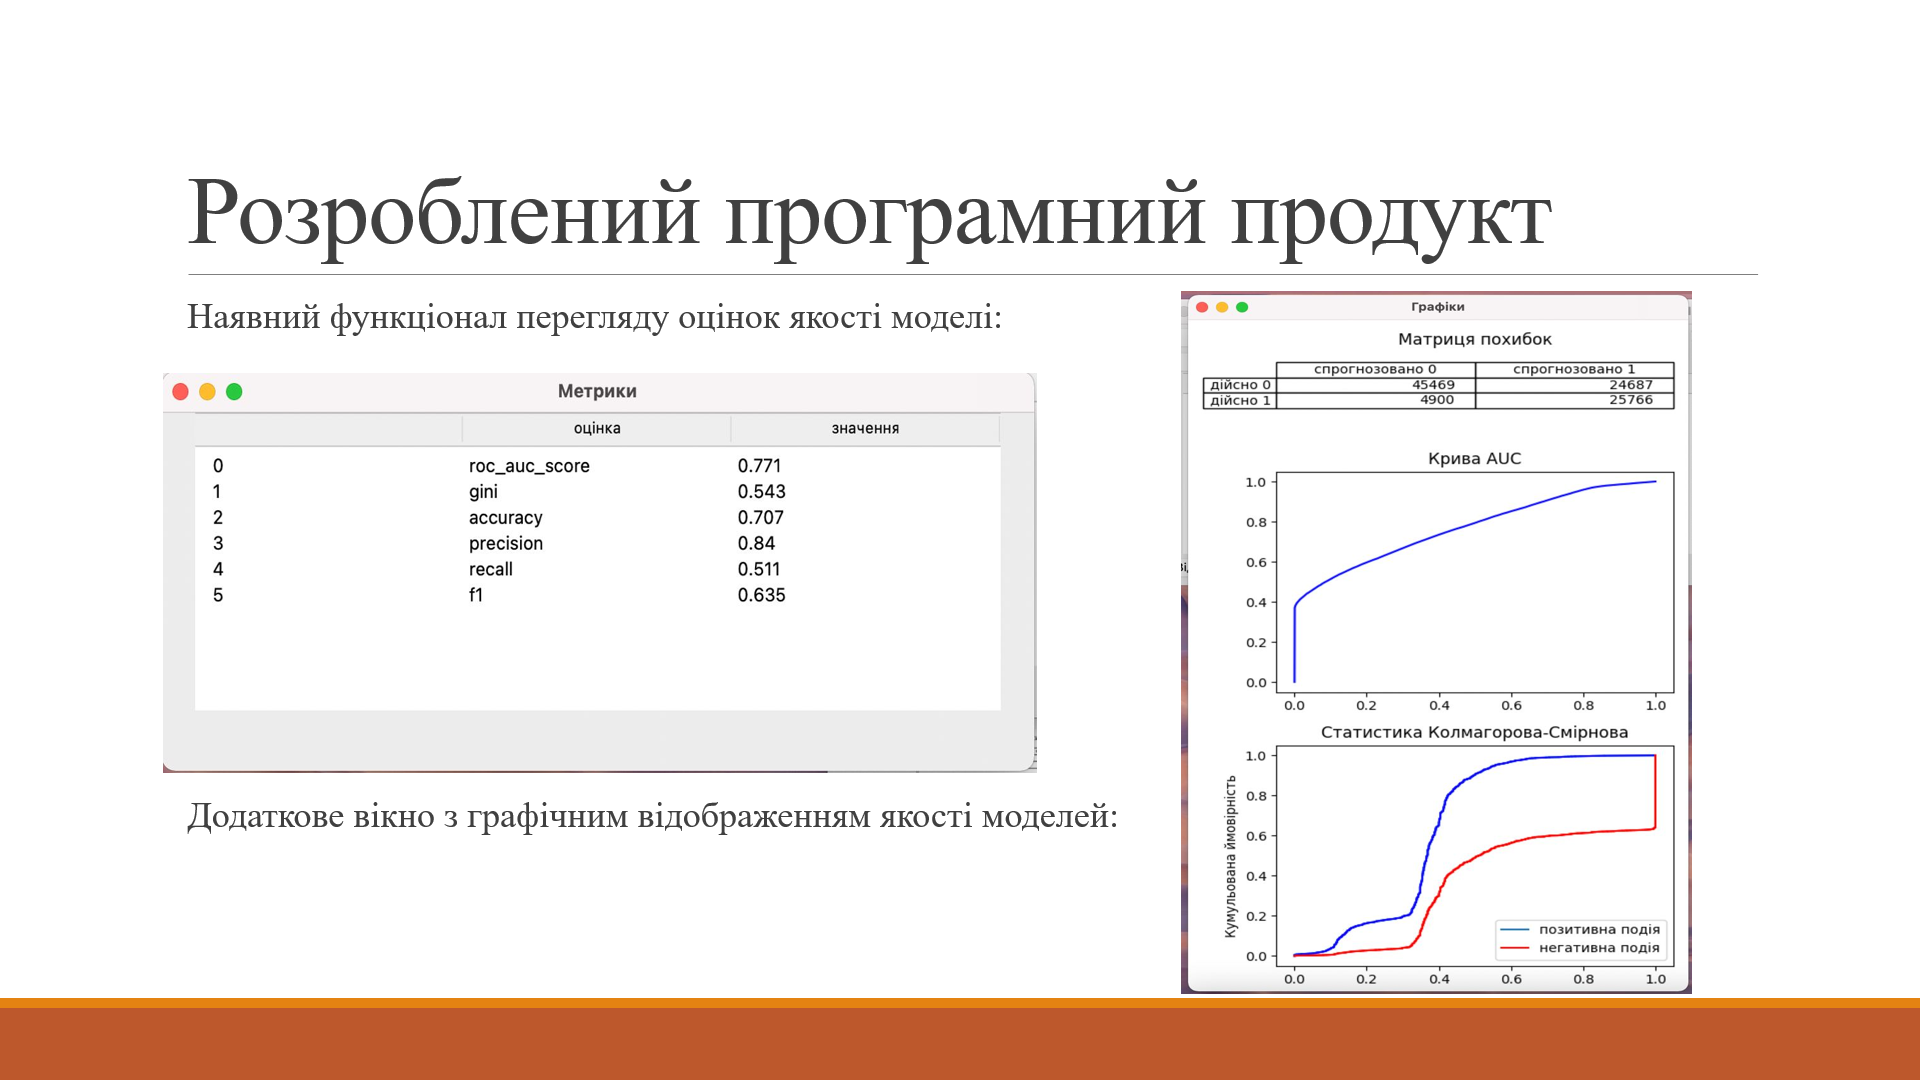 Розроблений програмний продукт
Наявний функціонал перегляду оцінок якості моделі:
Метрики
оцінка значення
0 roc_auc_score 0.771
1 gini 0.543
2 accuracy 0.707
3 precision 0.84
4 recall 0.511
5 f1 0.635
Додаткове вікно з графічним відображенням якості моделей:
Графіки
Матриця похибок
спрогнозовано 0 спрогнозовано 1
дійсно 0 45469 24687
дійсно 1 4900 25766
Крива AUC
1.0
0.8
0.6
0.4
0.2
0.0
0.0 0.2 0.4 0.6 0.8 1.0
Статистика Колмагорова-Смірнова
Кумульована ймовірність
1.0
0.8
0.6
0.4
0.2
0.0
позитивна подія
негативна подія
0.0 0.2 0.4 0.6 0.8 1.0